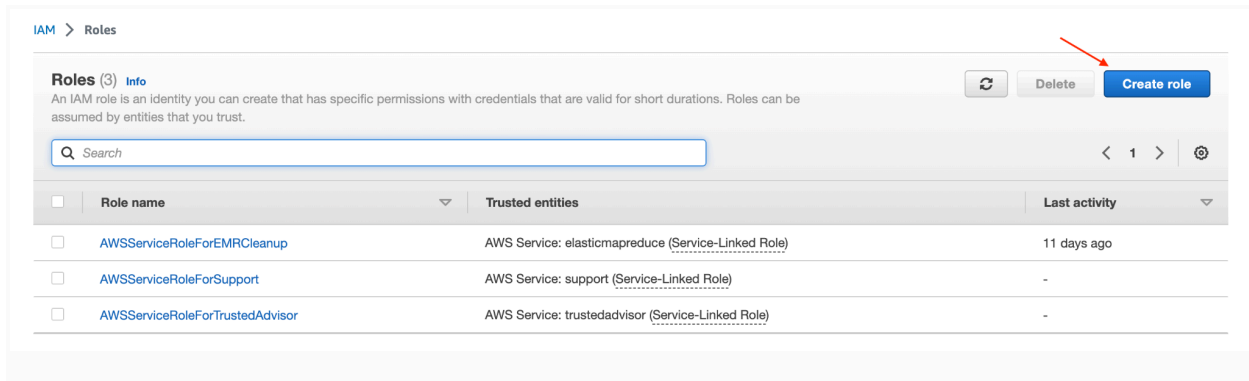 IAM > Roles
Roles (3) Info
An IAM role is an identity you can create that has specific permissions with credentials that are valid for short durations. Roles can be
assumed by entities that you trust.
Delete
Create role
Search
1
Role name
Trusted entities
Last activity
AWSServiceRoleForEMRCleanup
AWS Service: elasticmapreduce (Service-Linked Role)
11 days ago
AWSServiceRoleForSupport
AWS Service: support (Service-Linked Role)
-
AWSServiceRoleForTrustedAdvisor
AWS Service: trustedadvisor (Service-Linked Role)
-